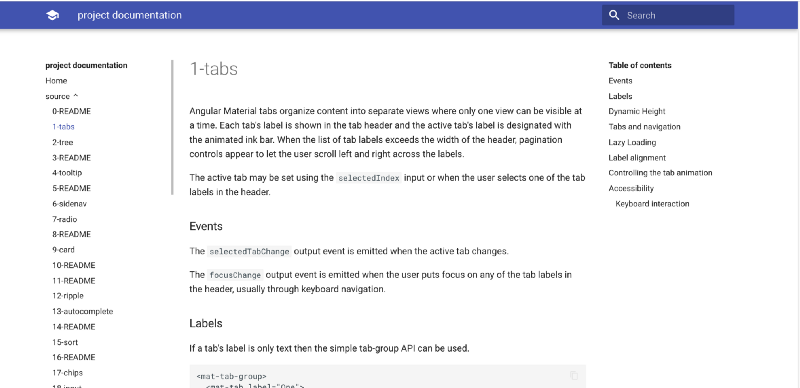 project documentation
Search
project documentation
Home
source
0-README
1-tabs
2-tree
3-README
4-tooltip
5-README
6-sidenav
7-radio
8-README
9-card
10-README
11-README
12-ripple
13-autocomplete
14-README
15-sort
16-README
17-chips
18-input
1-tabs
Angular Material tabs organize content into separate views where only one view can be visible at
a time. Each tab's label is shown in the tab header and the active tab's label is designated with
the animated ink bar. When the list of tab labels exceeds the width of the header, pagination
controls appear to let the user scroll left and right across the labels.
The active tab may be set using the selectedIndex input or when the user selects one of the tab
labels in the header.
Events
The selectedTabChange output event is emitted when the active tab changes.
The focusChange output event is emitted when the user puts focus on any of the tab labels in
the header, usually through keyboard navigation.
Labels
If a tab's label is only text then the simple tab-group API can be used.
<mat-tab-group>
<mat-tab label="One">
Table of contents
Events
Labels
Dynamic Height
Tabs and navigation
Lazy Loading
Label alignment
Controlling the tab animation
Accessibility
Keyboard interaction